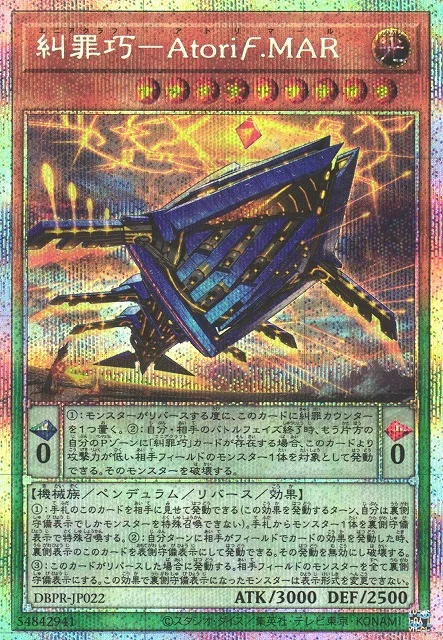 糾罪巧－Atoriƒ.MAR
①:モンスターがリバースする度に、このカードに糾罪カウンター
を1つ置く。②:自分・相手のバトルフェイズ終了時、もう片方の
自分のPゾーンに「糾罪巧」カードが存在する場合、このカードより
攻撃力が低い相手フィールドのモンスター1体を対象として発動
できる。そのモンスターを破壊する。
0
0
【機械族／ペンデュラム／リバース／効果】
①:手札のこのカードを相手に見せて発動できる(この効果を発動するターン、自分は裏側
守備表示でしかモンスターを特殊召喚できない)。手札からモンスター1体を裏側守備表
示で特殊召喚する。②:自分ターンに相手がフィールドのカードの効果を発動した時、裏側
守備表示のこのカードを表側守備表示にして発動できる。その発動を無効にし破壊する。
③:このカードがリバースした場合に発動する。相手フィールドのモンスターを全て裏側
守備表示にする。この効果で裏側守備表示になったモンスターは表示形式を変更できない。
DBPR-JP022
ATK/3000
DEF/2500
54842941
©スタジオ・ダイス／集英社・テレビ東京・KONAMI